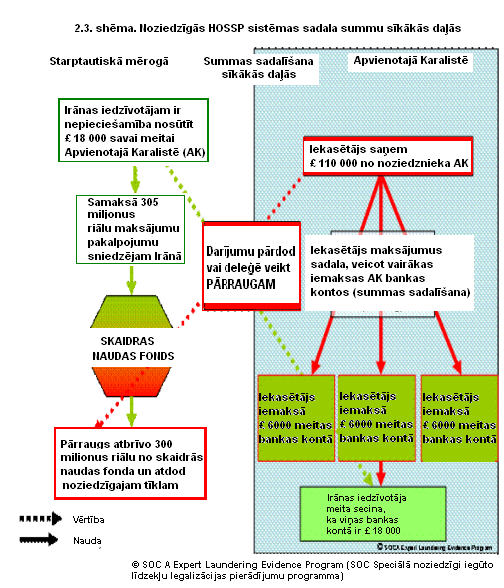 2.3. shēma. Noziedzīgās HOSSP sistēmas sadala summu sīkākās daļās
Starptautiskā mērogā
Summas sadalīšana
sīkākās daļās
Apvienotajā Karalistē
Irānas iedzīvotājam ir
nepieciešamība nosūtīt
£ 18 000 savai meitai
Apvienotajā Karalistē (AK)
Iekasētājs saņem
£ 110 000 no noziedznieka AK
Samaksā 305
miljonus
riālu maksājumu
pakalpojumu
sniedzējam Irānā
Darījumu pārdod
vai deleģē veikt
PĀRRAUGAM
Iekasētājs maksājumus
sadala, veicot vairākas
iemaksas AK bankas
kontos (summas sadalīšana)
SKAIDRAS
NAUDAS FONDS
Iekasētājs
iemaksā
£ 6000 meitas
bankas kontā
Iekasētājs
iemaksā
£ 6000 meitas
bankas kontā
Iekasētājs
iemaksā
£ 6000 meitas
bankas kontā
Pārraugs atbrīvo 300
miljonus riālu no skaidrās
naudas fonda un atdod
noziedzīgajam tīklam
Irānas iedzīvotāja
meita secina,
ka viņas bankas
kontā ir £ 18 000
Vērtība
Nauda
© SOC A Expert Laundering Evidence Program
© SOC A Expert Laundering Evidence Program (SOC Speciālā noziedzīgi iegūto
līdzekļu legalizācijas pierādījumu programma)